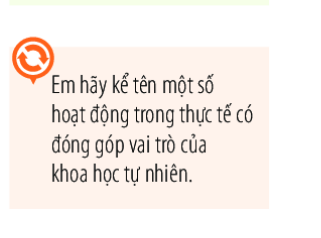 Em hãy kể tên một số
hoạt động trong thực tế có
đóng góp vai trò của
khoa học tự nhiên.